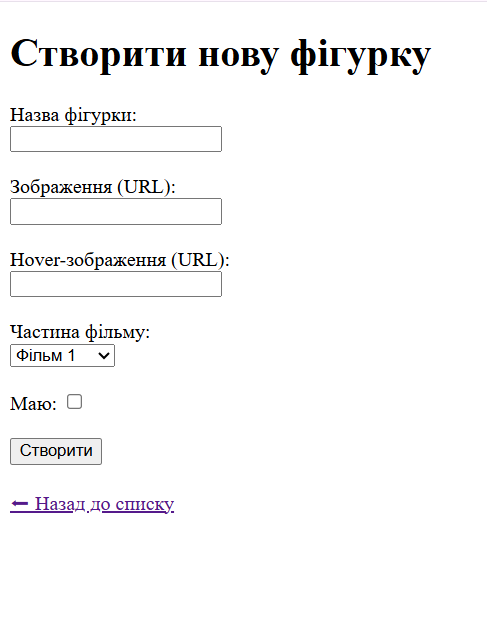 Створити нову фігурку
Назва фігурки:
Зображення (URL):
Hover-зображення (URL):
Частина фільму:
Фільм 1
Маю:
Створити
← Назад до списку